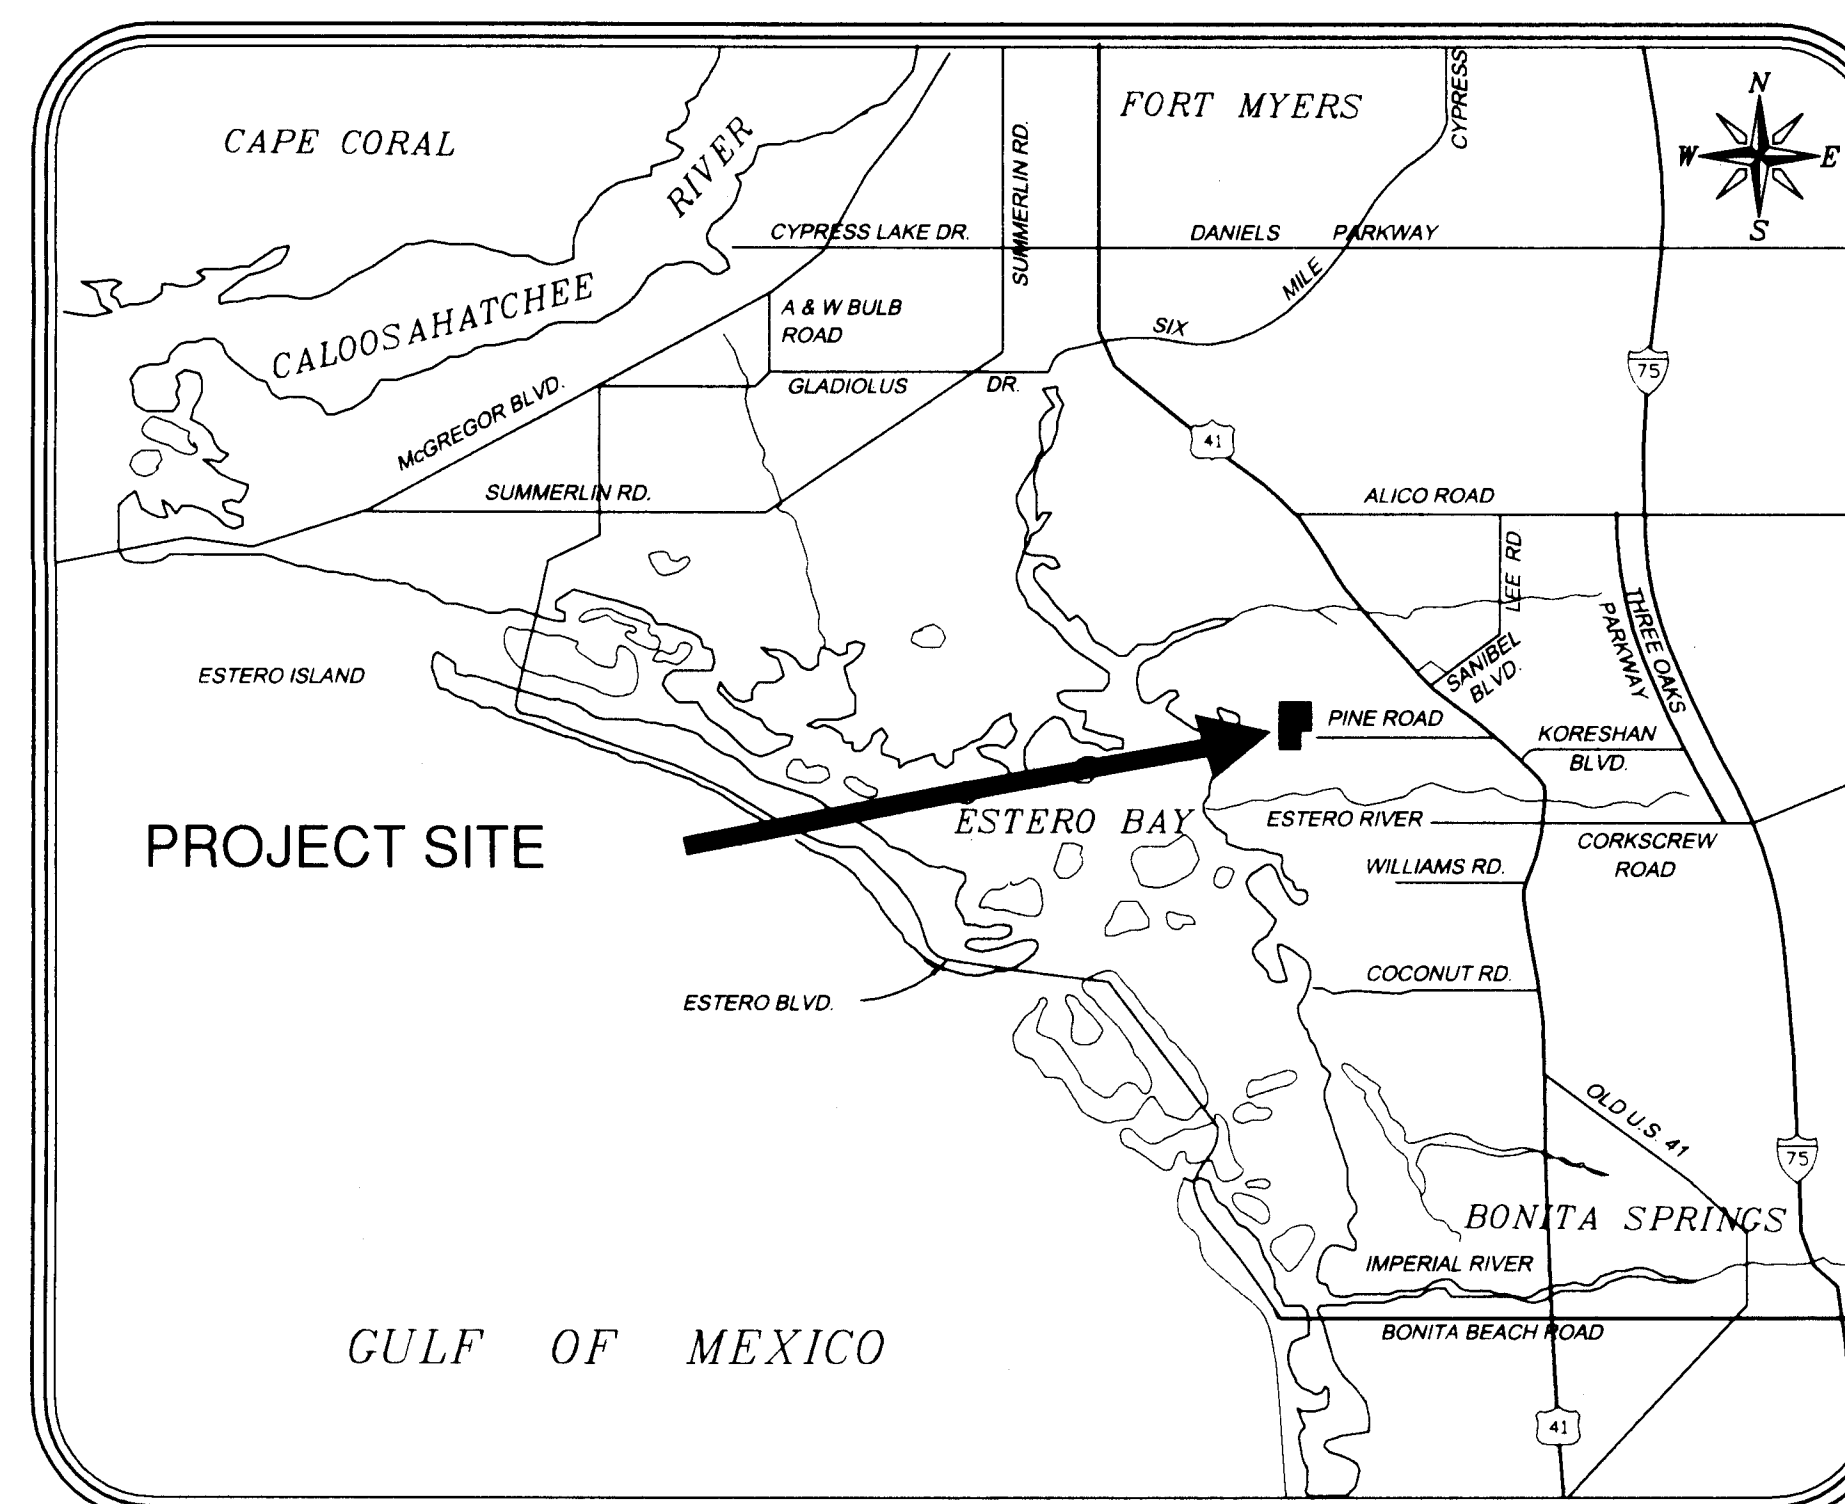 CAPE CORAL
RIVER
CALOOSAHATCHEE
FORT MYERS
CYPRESS
N
W
E
S
SUMMERLIN RD.
CYPRESS LAKE DR.
DANIELS PARKWAY
SIX MILE
A & W BULB
ROAD
GLADIOLUS DR.
McGREGOR BLVD.
SUMMERLIN RD.
75
41
ALICO ROAD
LEE RD
THREE OAKS
PARKWAY
SANIBEL
BLVD.
ESTERO ISLAND
PINE ROAD
KORESHAN
BLVD.
PROJECT SITE
ESTERO BAY
ESTERO RIVER
CORKSCREW
ROAD
WILLIAMS RD.
COCONUT RD.
ESTERO BLVD.
OLD U.S. 41
75
BONITA SPRINGS
IMPERIAL RIVER
BONITA BEACH ROAD
GULF OF MEXICO
41